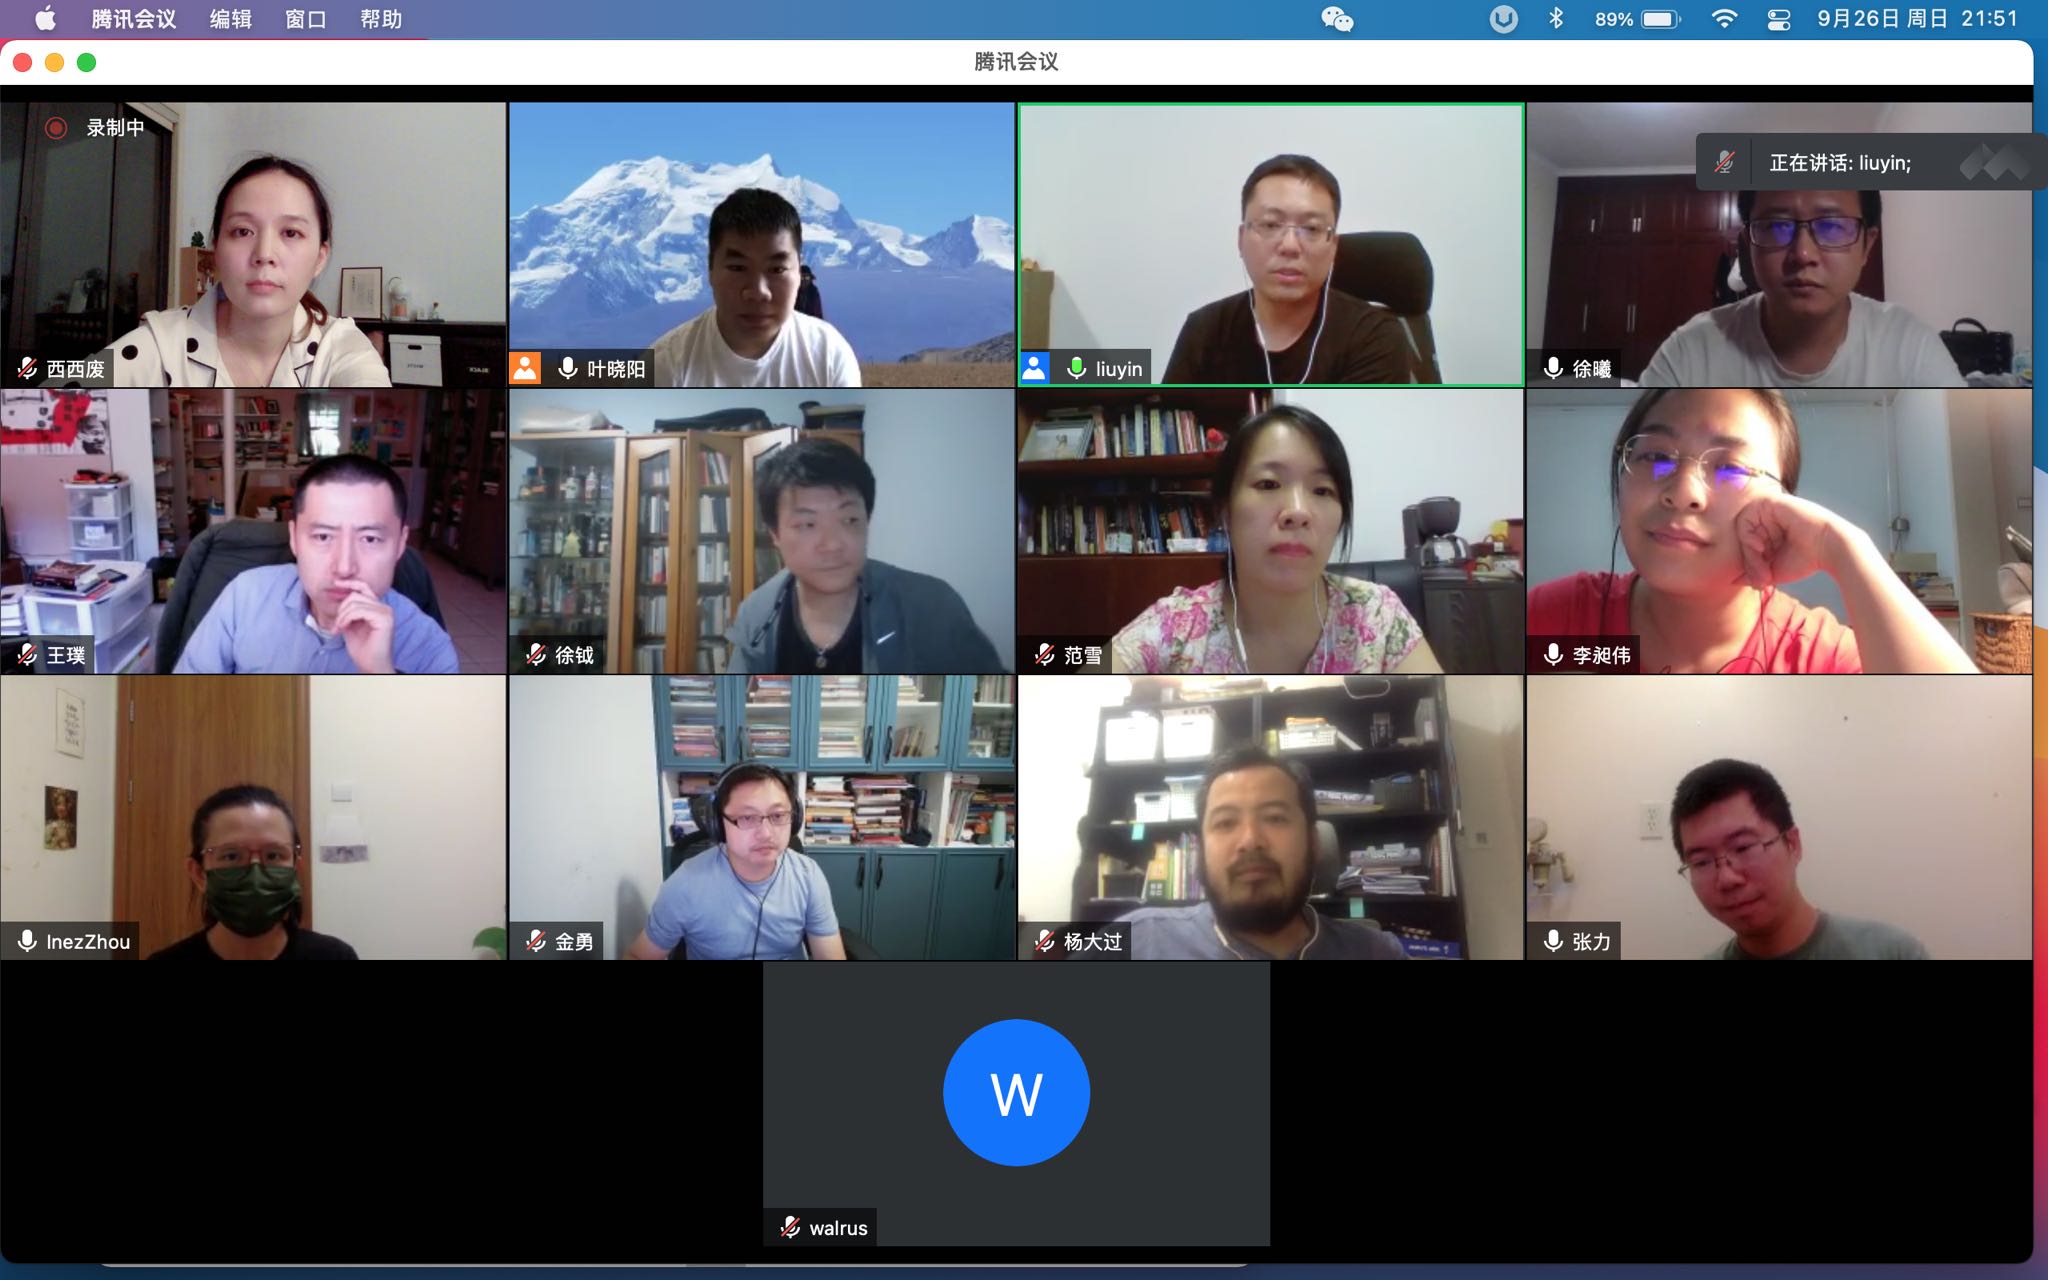 腾讯会议 编辑 窗口 帮助 89% 9月26日 周日 21:51
腾讯会议
录制中
正在讲话: liuyin;
西西废
叶晓阳
liuyin
徐曦
王璞
徐钺
范雪
李昶伟
InezZhou
金勇
杨大过
张力
W
walrus